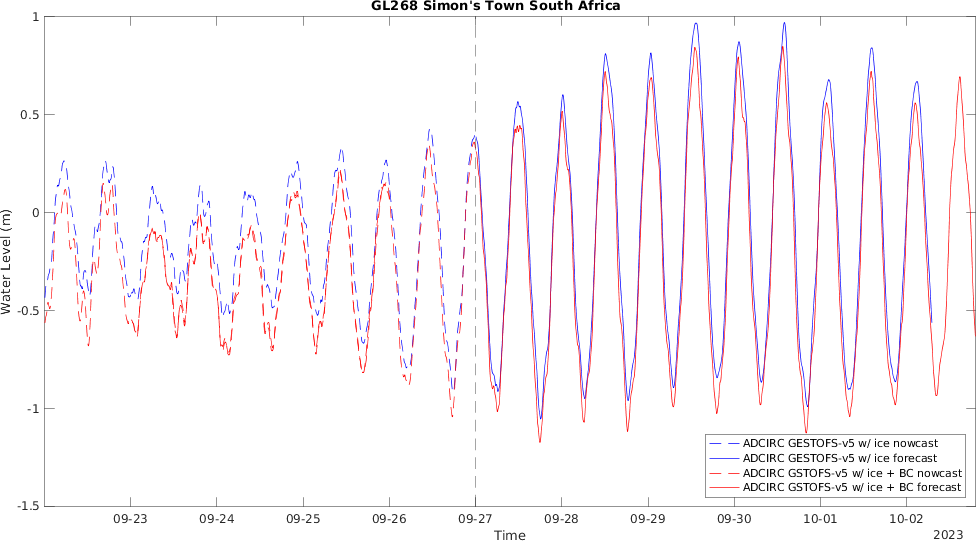 GL268 Simon's Town South Africa
1
0.5
0
-0.5
-1
-1.5
Water Level (m)
09-23 09-24 09-25 09-26 09-27 09-28 09-29 09-30 10-01 10-02
Time
2023
ADCIRC GESTOFS-v5 w/ ice nowcast
ADCIRC GESTOFS-v5 w/ ice forecast
ADCIRC GSTOFS-v5 w/ ice + BC nowcast
ADCIRC GSTOFS-v5 w/ ice + BC forecast